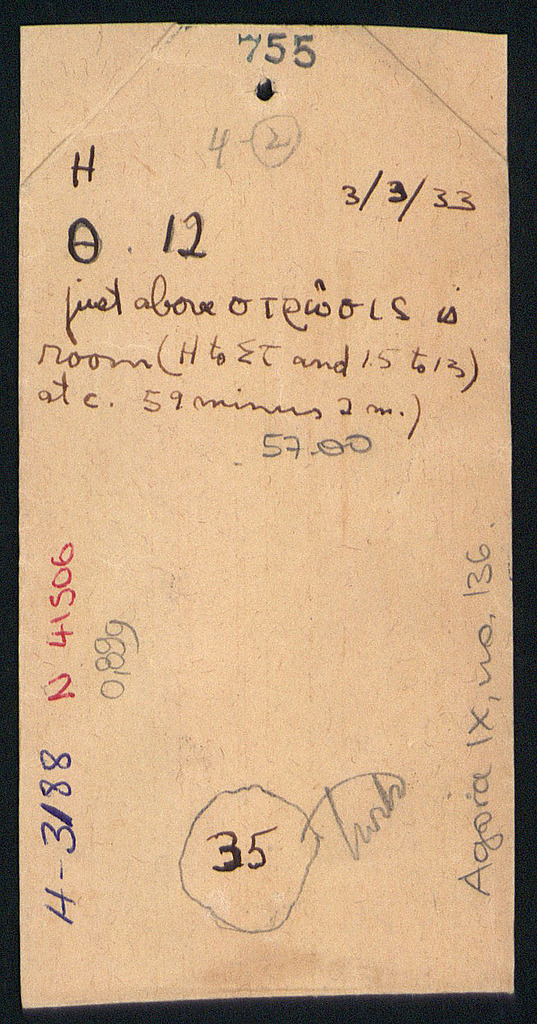 755
4-2
H
3/3/33
Θ . 12
just above στρῶσις in
room (H to ΣΤ and 15 to 13)
at c. 59 minus 2 m.)
57.00
N 41506
0,89g
H-3188
35
Turk
Agora IX, no. 136.